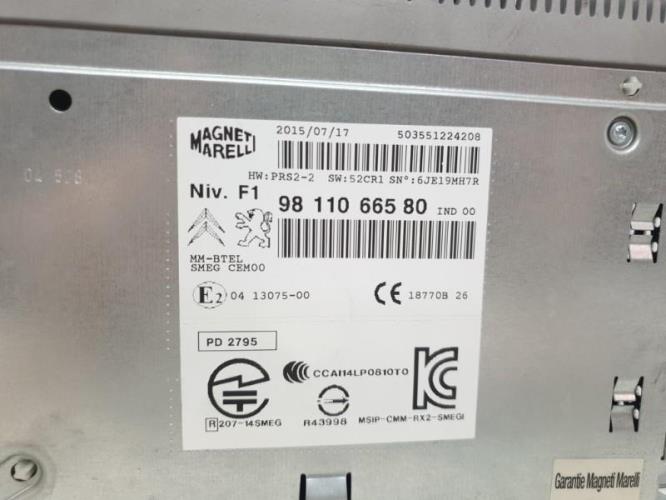 MAGNETI MARELLI
2015/07/17 503551224208
HW:PRS2-2 SW:52CR1 SN°:6JE19MH7R
Niv. F1
98 110 665 80 IND 00
MM-BTEL
SMEG CEM00
E2 04 13075-00
CE 18770B 26
PD 2795
CCAI14LP0810T0
R 207-14SMEG
R43998
MSIP-CMM-RX2-SMEGI
Garantie Magneti Marelli